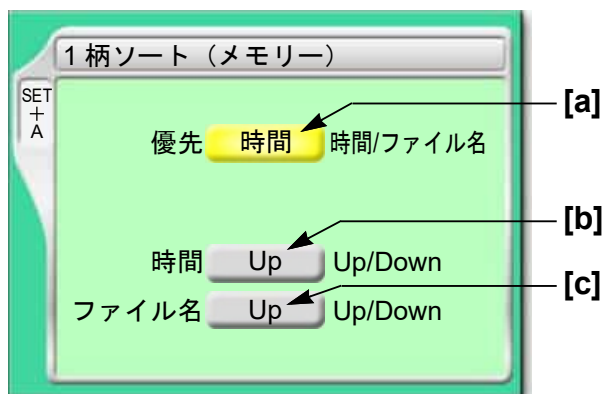 1 柄ソート（メモリー）
SET
+
A
優先 時間 時間/ファイル名 [a]
時間 Up Up/Down [b]
ファイル名 Up Up/Down [c]